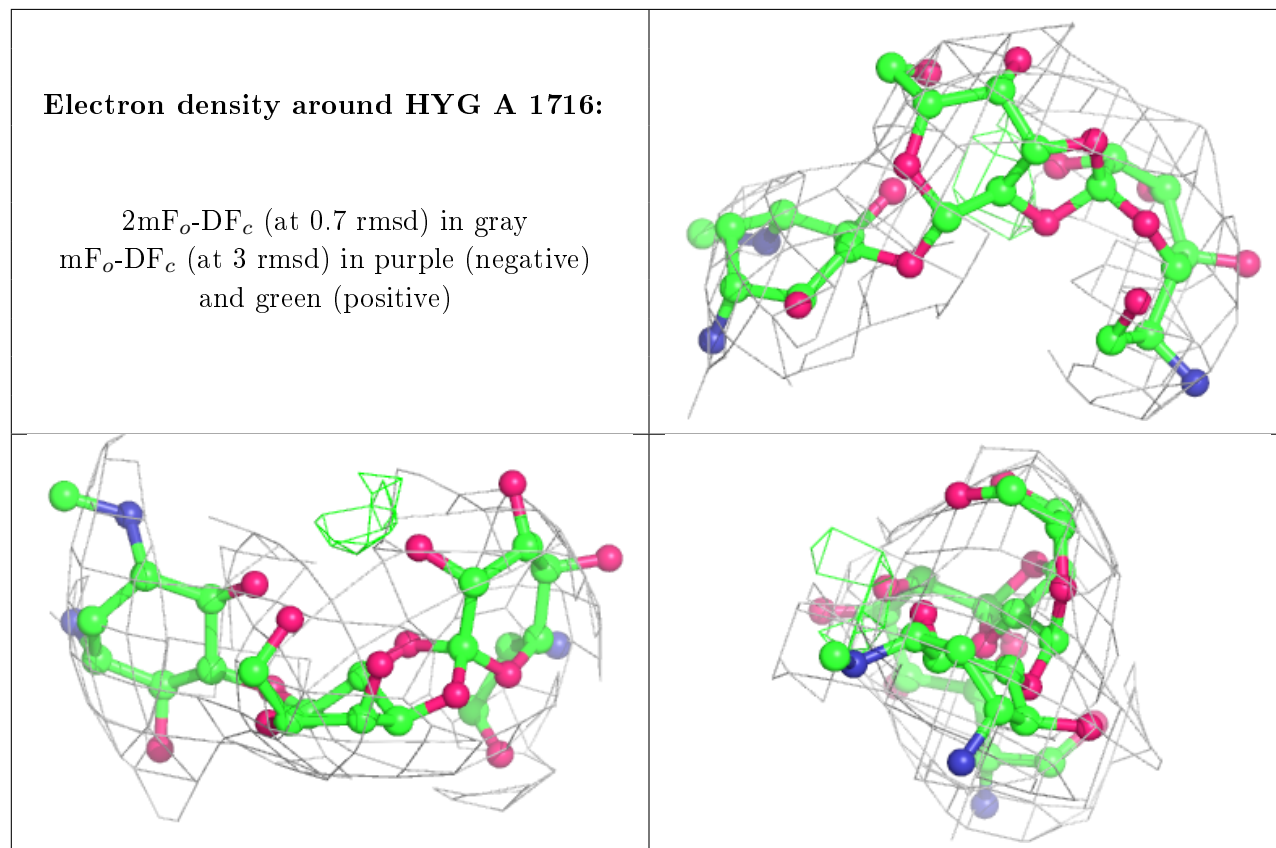 Electron density around HYG A 1716:
2mFₒ-DF𝒸 (at 0.7 rmsd) in gray
mFₒ-DF𝒸 (at 3 rmsd) in purple (negative)
and green (positive)